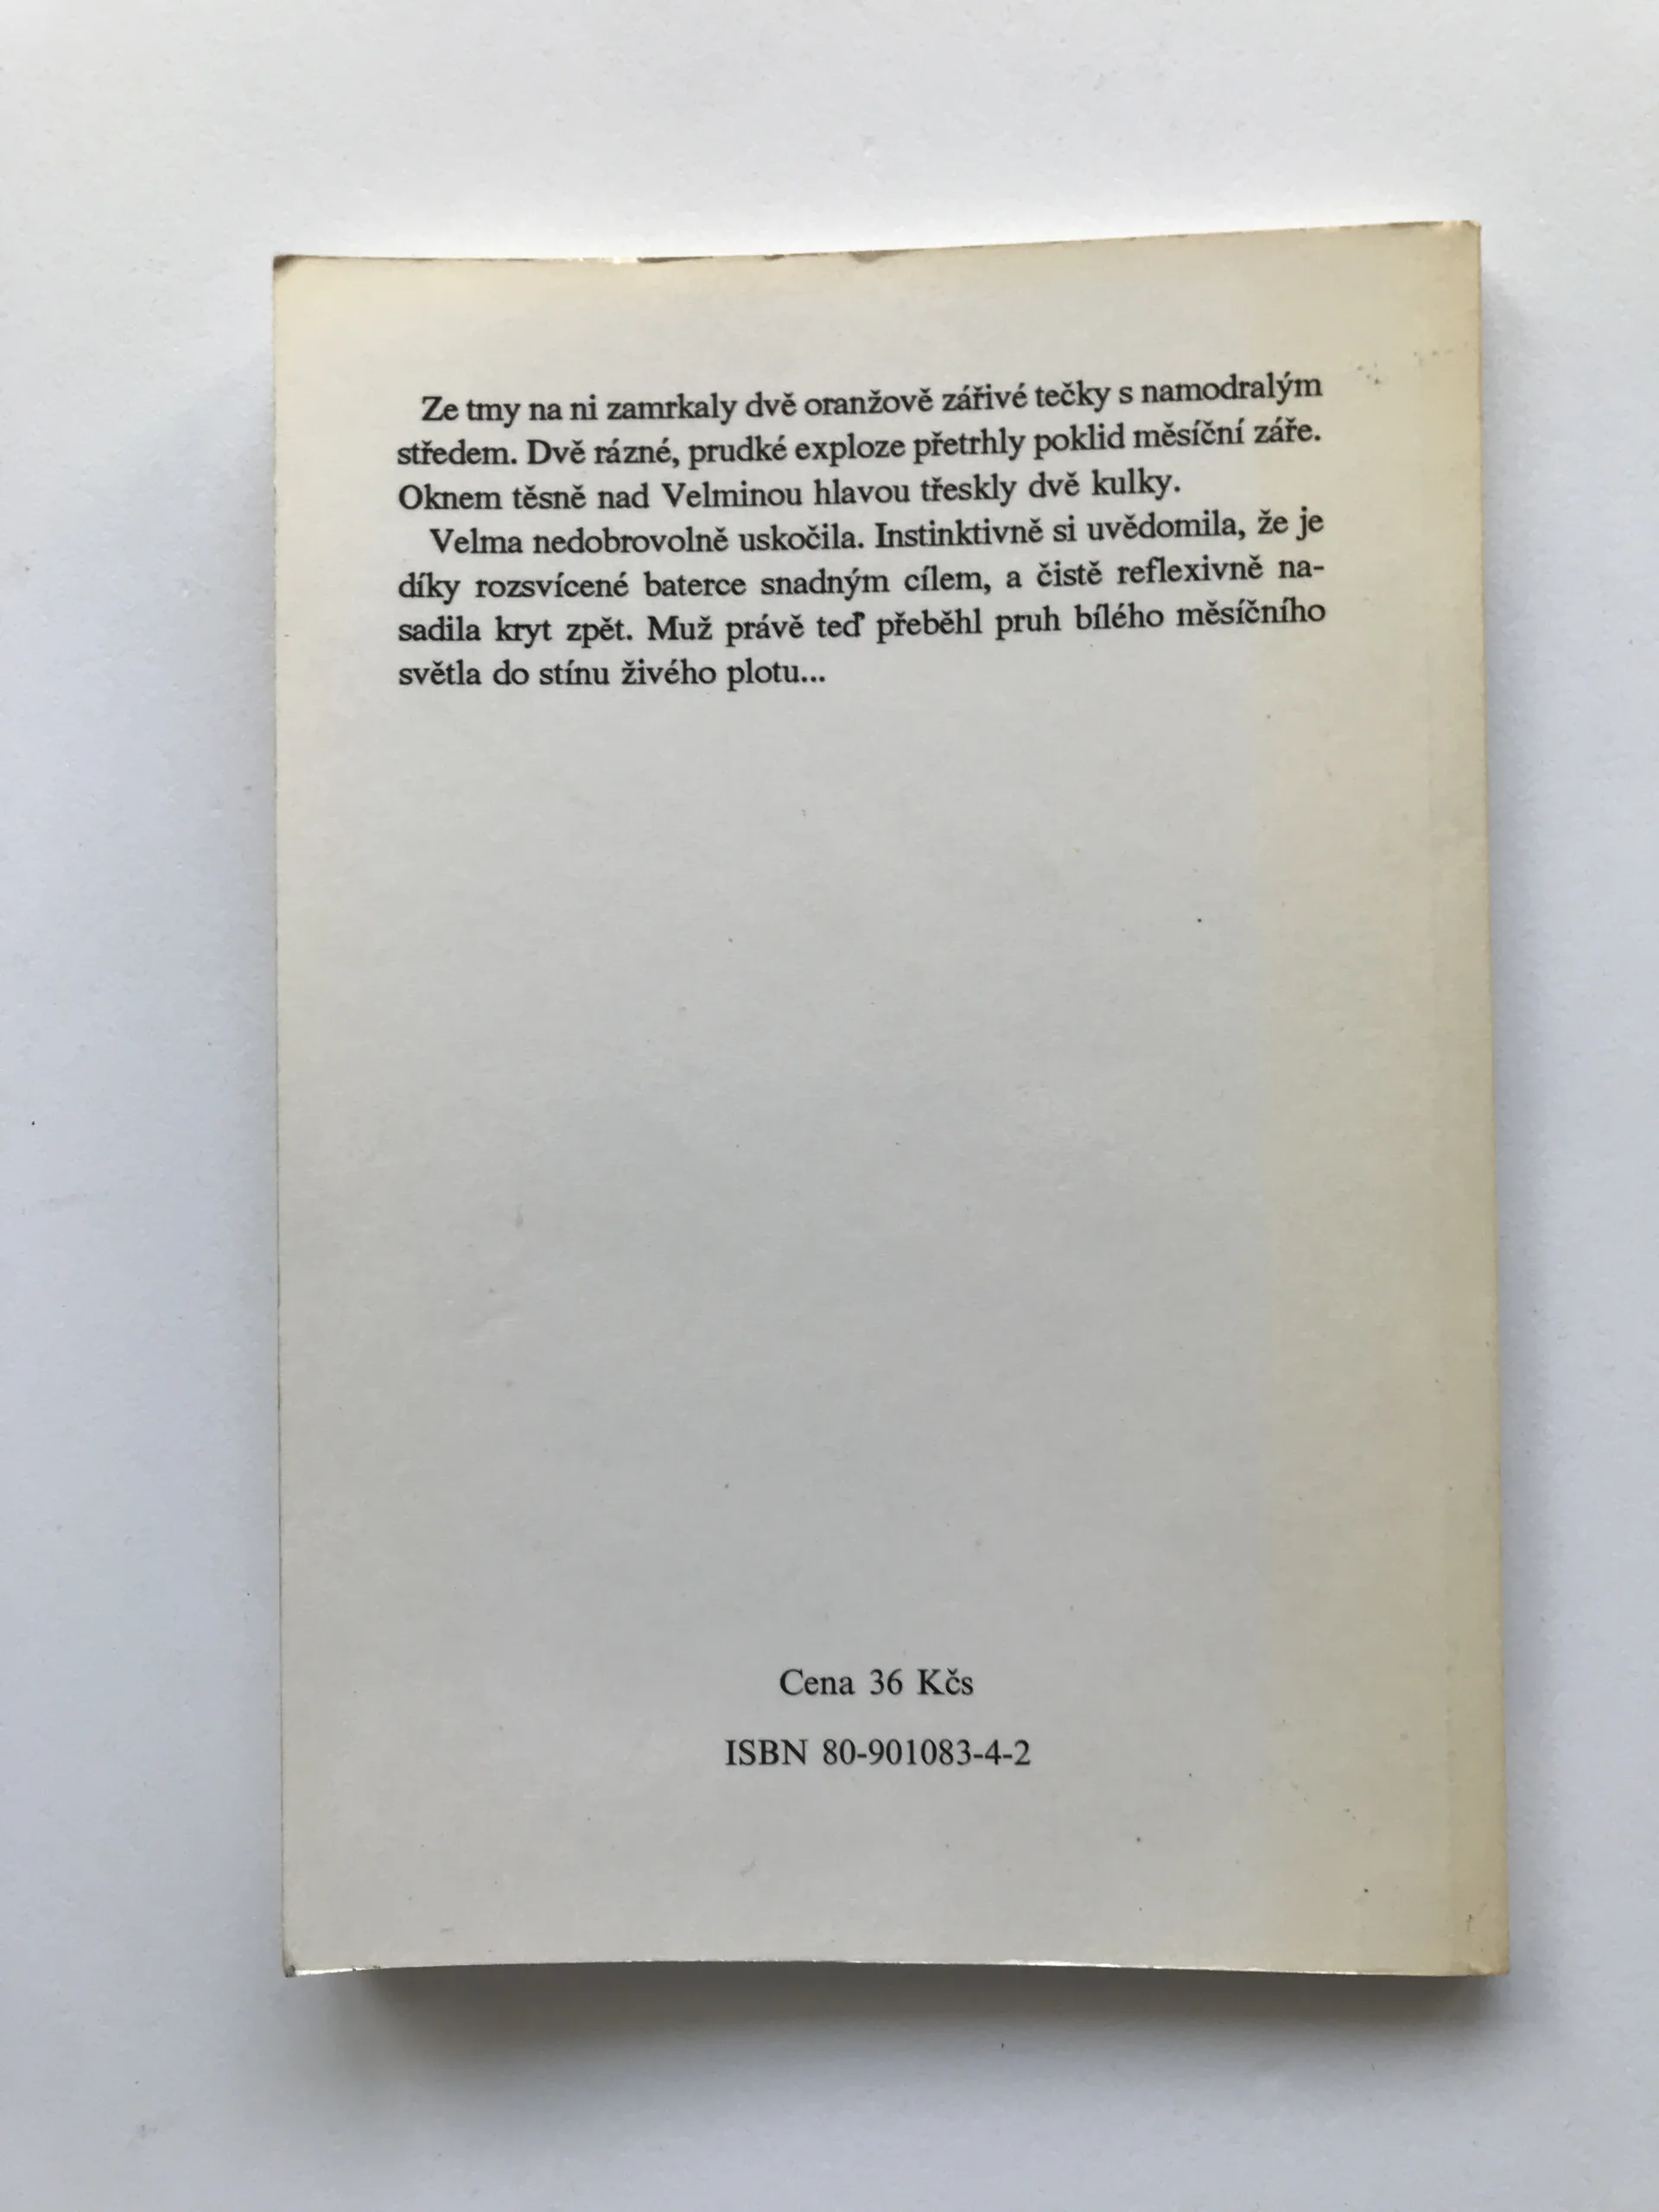 Ze tmy na ni zamrkaly dvě oranžově zářivé tečky s namodralým
středem. Dvě rázné, prudké exploze přetrhly poklid měsíční záře.
Oknem těsně nad Velminou hlavou třeskly dvě kulky.
Velma nedobrovolně uskočila. Instinktivně si uvědomila, že je
díky rozsvícené baterce snadným cílem, a čistě reflexivně na-
sadila kryt zpět. Muž právě teď přeběhl pruh bílého měsíčního
světla do stínu živého plotu...
Cena 36 Kčs
ISBN 80-901083-4-2